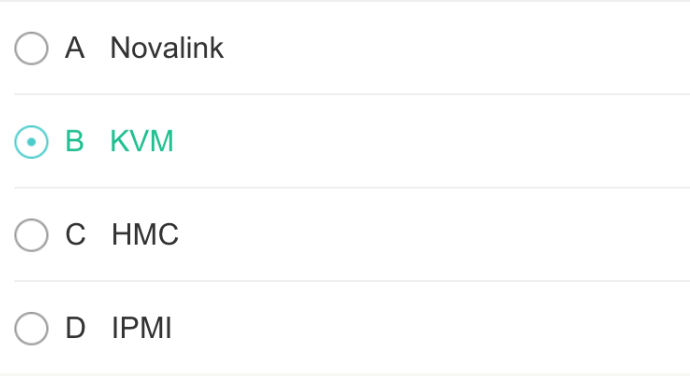 A Novalink
B KVM
C HMC
D IPMI